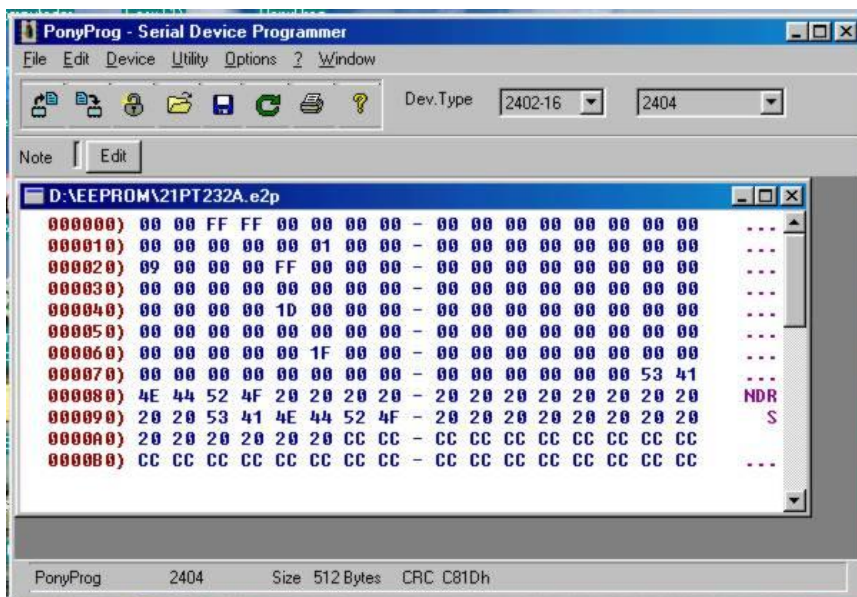 PonyProg - Serial Device Programmer
File Edit Device Utility Options ? Window
Dev.Type 2402-16 2404
Note Edit
D:\EEPROM\21PT232A.e2p
000000) 00 00 FF FF 00 00 00 00 - 00 00 00 00 00 00 00 00 ...
000010) 00 00 00 00 00 01 00 00 - 00 00 00 00 00 00 00 00 ...
000020) 09 00 00 00 FF 00 00 00 - 00 00 00 00 00 00 00 00 ...
000030) 00 00 00 00 00 00 00 00 - 00 00 00 00 00 00 00 00 ...
000040) 00 00 00 00 1D 00 00 00 - 00 00 00 00 00 00 00 00 ...
000050) 00 00 00 00 00 00 00 00 - 00 00 00 00 00 00 00 00 ...
000060) 00 00 00 00 00 1F 00 00 - 00 00 00 00 00 00 00 00 ...
000070) 00 00 00 00 00 00 00 00 - 00 00 00 00 00 00 53 41 ...
000080) 4E 44 52 4F 20 20 20 20 - 20 20 20 20 20 20 20 20 NDR
000090) 20 20 53 41 4E 44 52 4F - 20 20 20 20 20 20 20 20 S
0000A0) 20 20 20 20 20 20 CC CC - CC CC CC CC CC CC CC CC
0000B0) CC CC CC CC CC CC CC CC - CC CC CC CC CC CC CC CC ...
PonyProg 2404 Size 512 Bytes CRC C81Dh